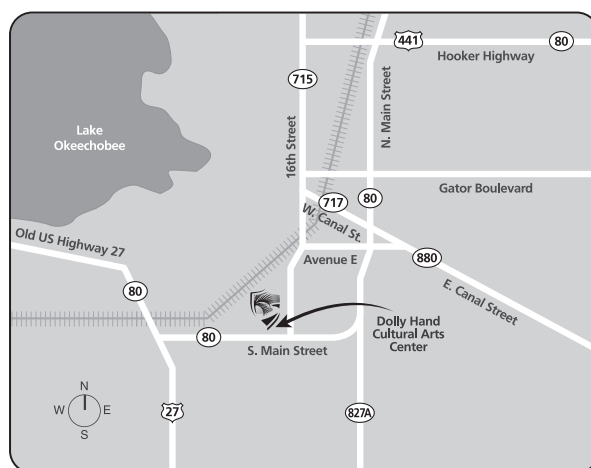 441
80
Hooker Highway
715
16th Street
N. Main Street
Lake
Okeechobee
Gator Boulevard
717
80
W. Canal St.
Old US Highway 27
Avenue E
880
E. Canal Street
80
Dolly Hand
Cultural Arts
Center
80
S. Main Street
N
W
E
S
27
827A